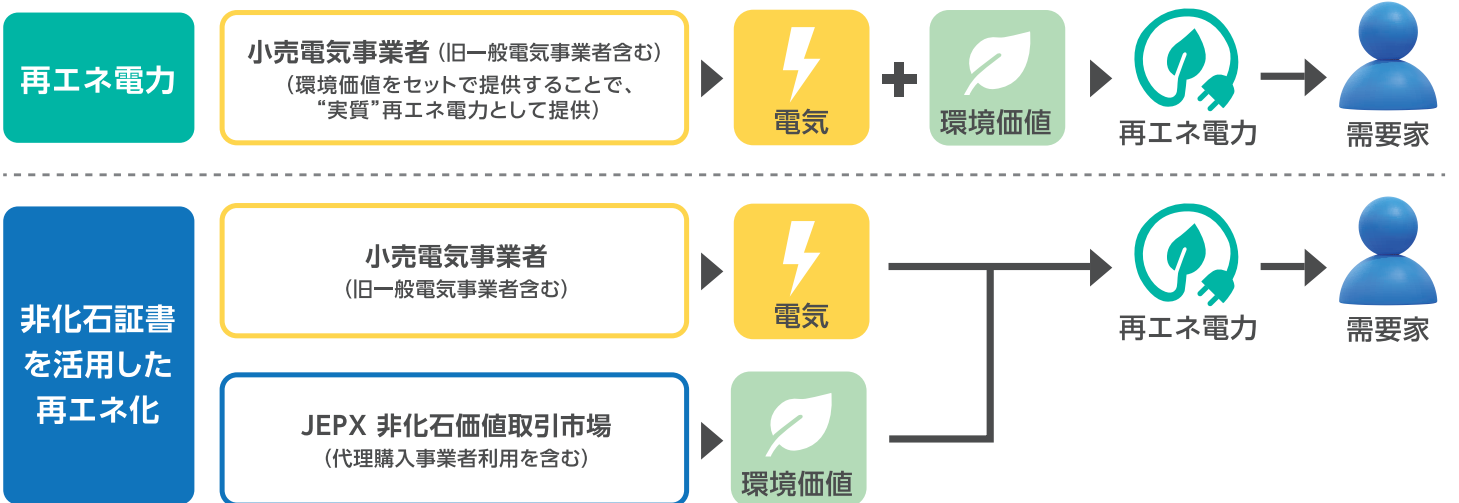 再エネ電力
小売電気事業者（旧一般電気事業者含む）
（環境価値をセットで提供することで、
“実質”再エネ電力として提供）
電気
環境価値
再エネ電力
需要家
非化石証書
を活用した
再エネ化
小売電気事業者
（旧一般電気事業者含む）
電気
JEPX 非化石価値取引市場
（代理購入事業者利用を含む）
環境価値
再エネ電力
需要家